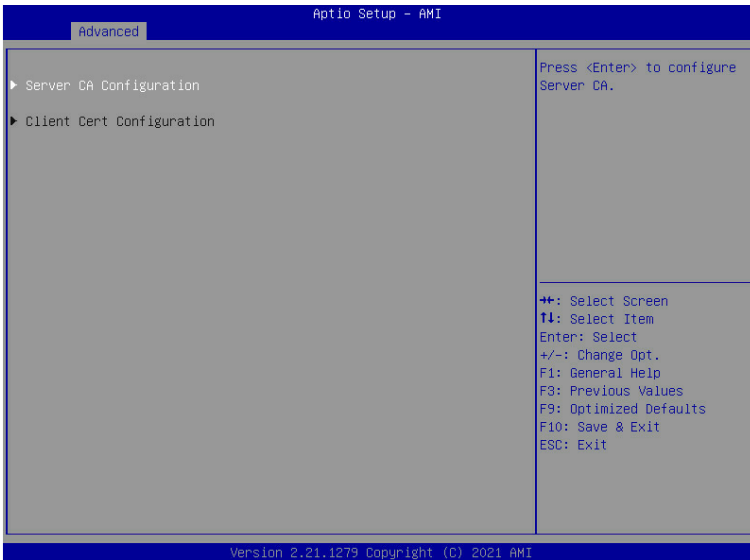 Aptio Setup – AMI
Advanced
▶ Server CA Configuration
▶ Client Cert Configuration
Press <Enter> to configure
Server CA.
→←: Select Screen
↑↓: Select Item
Enter: Select
+/-: Change Opt.
F1: General Help
F3: Previous Values
F9: Optimized Defaults
F10: Save & Exit
ESC: Exit
Version 2.21.1279 Copyright (C) 2021 AMI